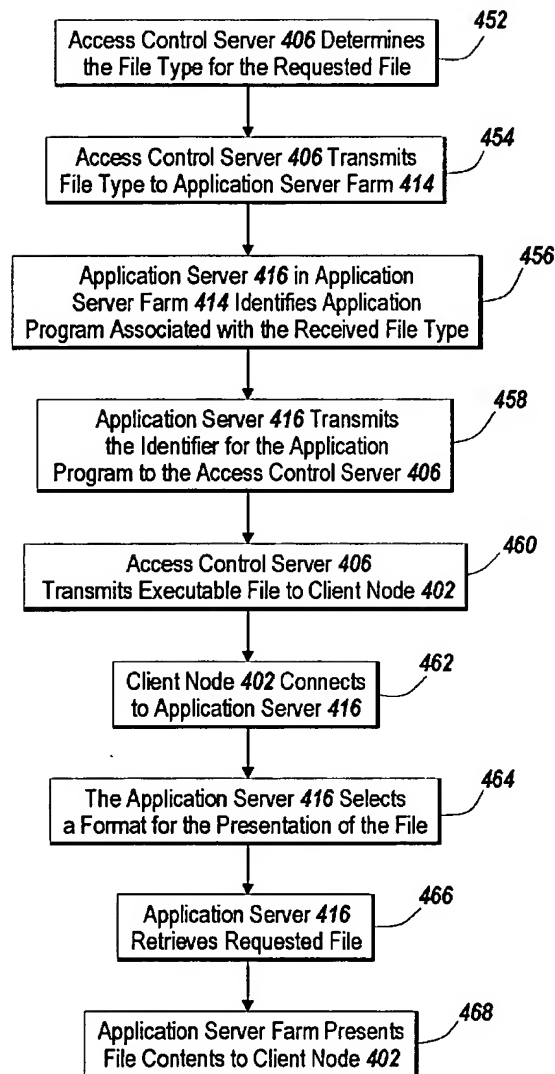 452
Access Control Server 406 Determines
the File Type for the Requested File
454
Access Control Server 406 Transmits
File Type to Application Server Farm 414
456
Application Server 416 in Application
Server Farm 414 Identifies Application
Program Associated with the Received File Type
458
Application Server 416 Transmits
the Identifier for the Application
Program to the Access Control Server 406
460
Access Control Server 406
Transmits Executable File to Client Node 402
462
Client Node 402 Connects
to Application Server 416
464
The Application Server 416 Selects
a Format for the Presentation of the File
466
Application Server 416
Retrieves Requested File
468
Application Server Farm Presents
File Contents to Client Node 402